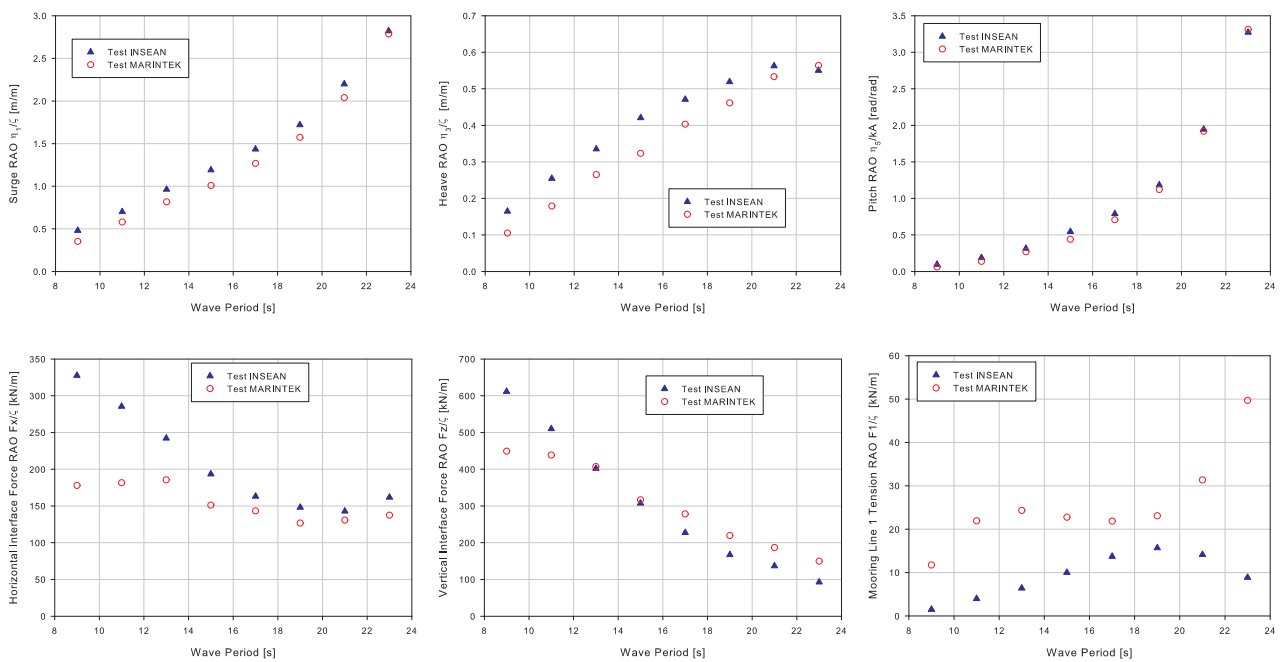 Surge RAO η₁/ζ [m/m]
3.0
2.5
2.0
1.5
1.0
0.5
0.0
Test INSEAN
Test MARINTEK
8 10 12 14 16 18 20 22 24
Wave Period [s]
Heave RAO η₃/ζ [m/m]
0.7
0.6
0.5
0.4
0.3
0.2
0.1
0.0
Test INSEAN
Test MARINTEK
8 10 12 14 16 18 20 22 24
Wave Period [s]
Pitch RAO η₅/kA [rad/rad]
3.5
3.0
2.5
2.0
1.5
1.0
0.5
0.0
Test INSEAN
Test MARINTEK
8 10 12 14 16 18 20 22 24
Wave Period [s]
Horizontal Interface Force RAO Fx/ζ [kN/m]
350
300
250
200
150
100
50
0
Test INSEAN
Test MARINTEK
8 10 12 14 16 18 20 22 24
Wave Period [s]
Vertical Interface Force RAO Fz/ζ [kN/m]
700
600
500
400
300
200
100
0
Test INSEAN
Test MARINTEK
8 10 12 14 16 18 20 22 24
Wave Period [s]
Mooring Line 1 Tension RAO F1/ζ [kN/m]
60
50
40
30
20
10
0
Test INSEAN
Test MARINTEK
8 10 12 14 16 18 20 22 24
Wave Period [s]